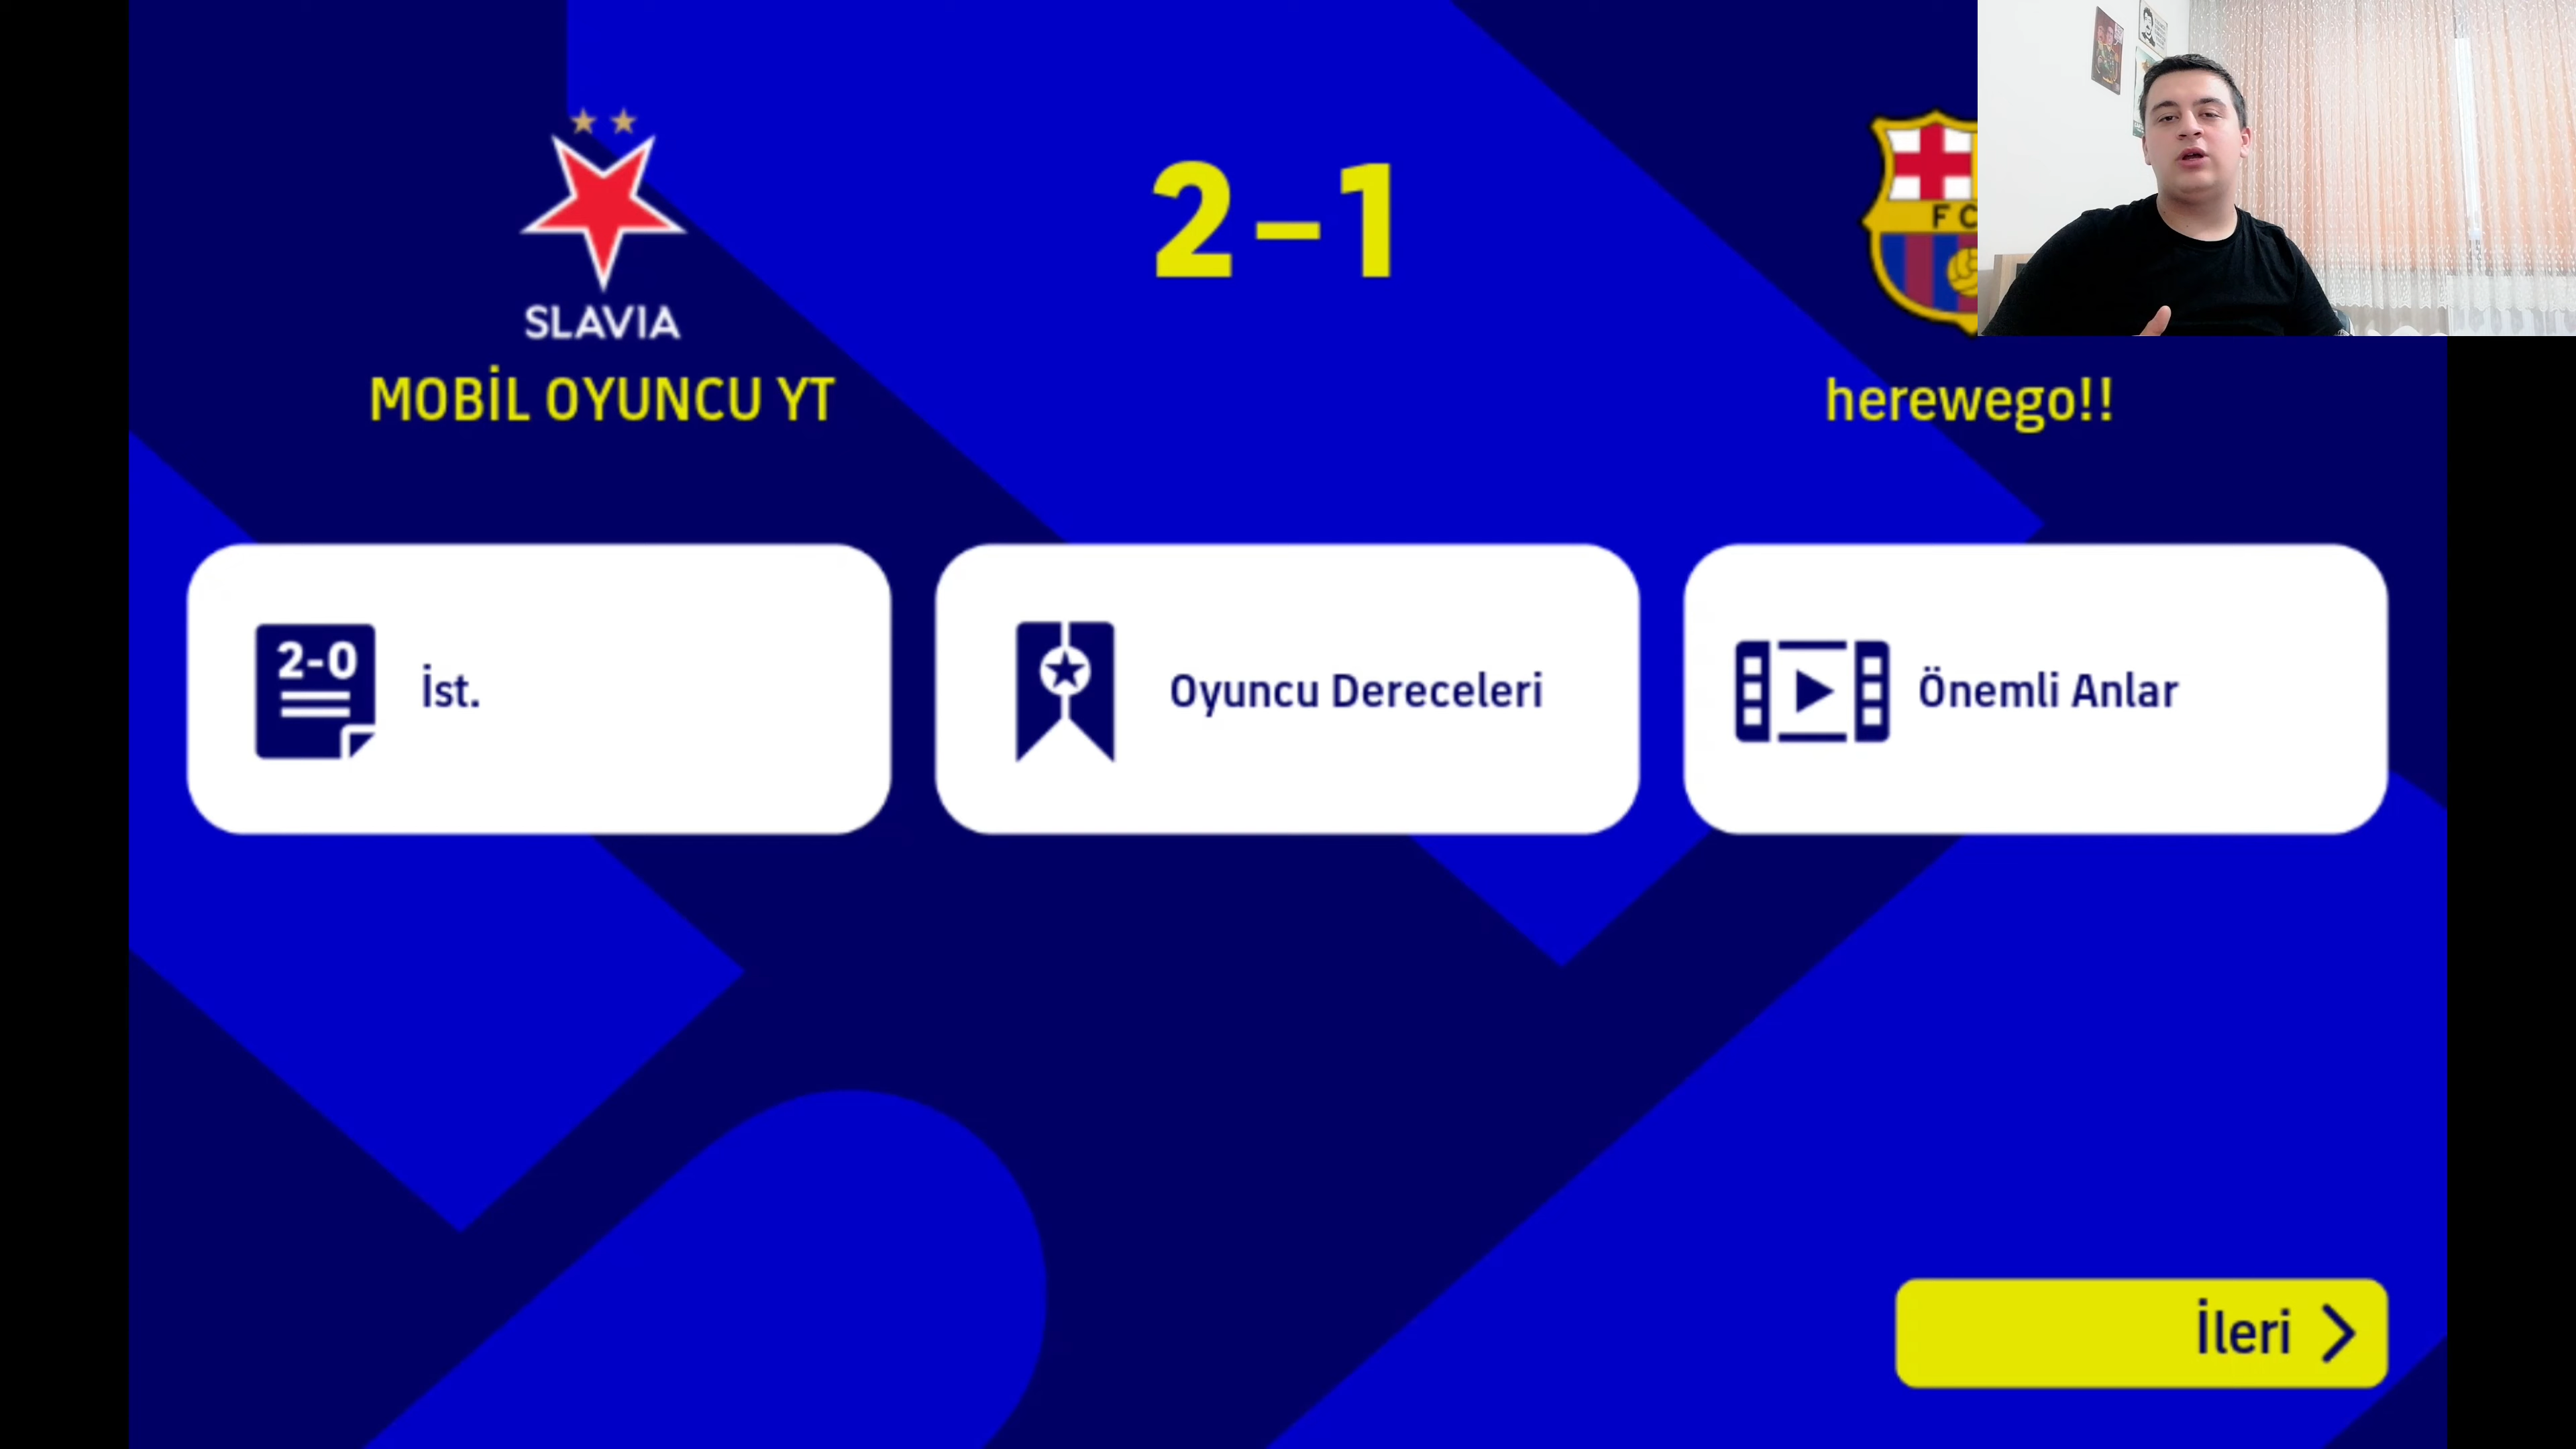 2-1
SLAVIA
F C
MOBİL OYUNCU YT
herewego!!
2-0
İst.
Oyuncu Dereceleri
Önemli Anlar
İleri